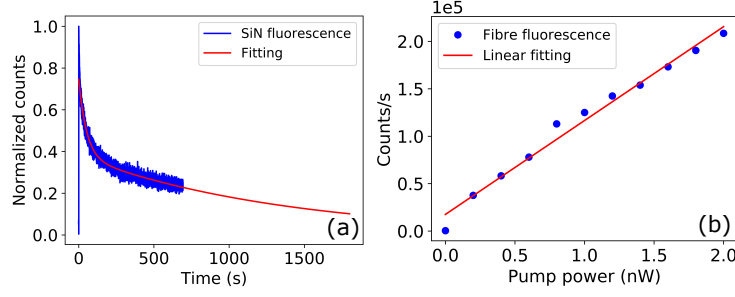 SiN fluorescence
Fitting
Normalized counts
1.0
0.8
0.6
0.4
0.2
0.0
0
500
1000
1500
Time (s)
(a)
(b)
1e5
Fibre fluorescence
Linear fitting
Counts/s
2.0
1.5
1.0
0.5
0.0
0.0
0.5
1.0
1.5
2.0
Pump power (nW)
(b)